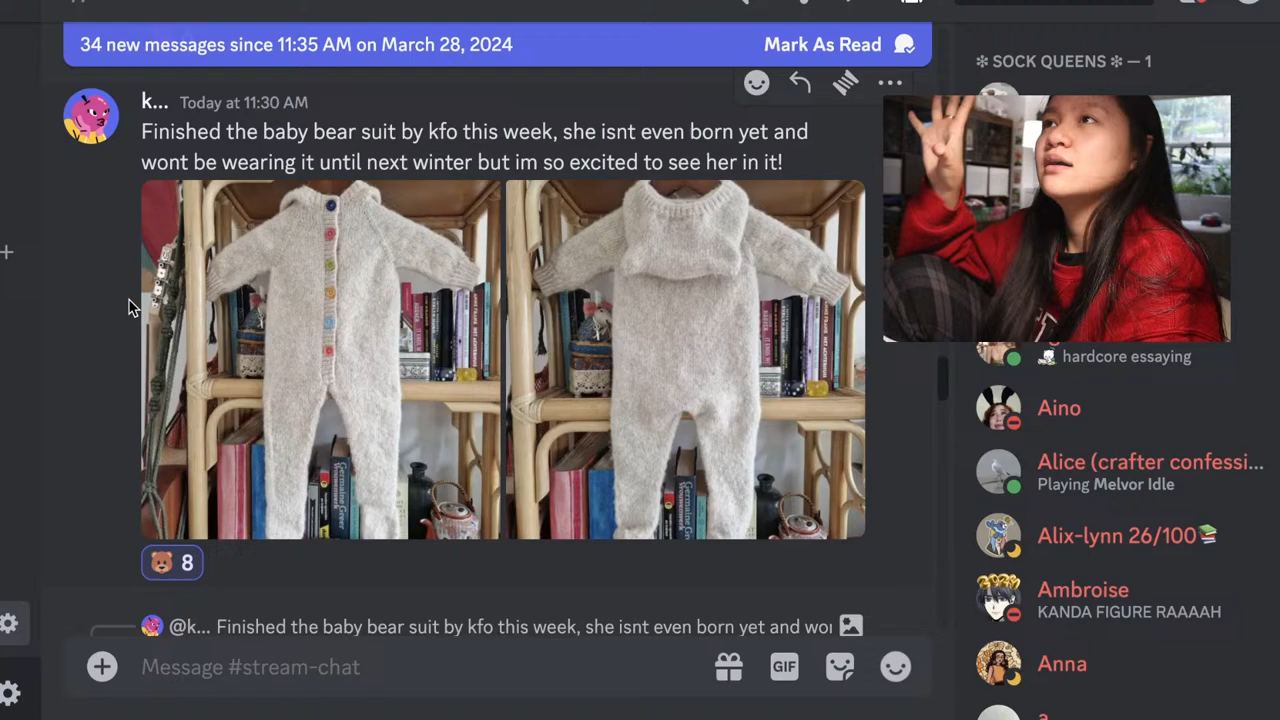 34 new messages since 11:35 AM on March 28, 2024
Mark As Read
k... Today at 11:30 AM
Finished the baby bear suit by kfo this week, she isnt even born yet and
wont be wearing it until next winter but im so excited to see her in it!
8
@k... Finished the baby bear suit by kfo this week, she isnt even born yet and wor
Message #stream-chat
GIF
❇ SOCK QUEENS ❇ — 1
hardcore essaying
Aino
Alice (crafter confessi...
Playing Melvor Idle
Alix-lynn 26/100
Ambroise
KANDA FIGURE RAAAAH
Anna
Germaine Greer